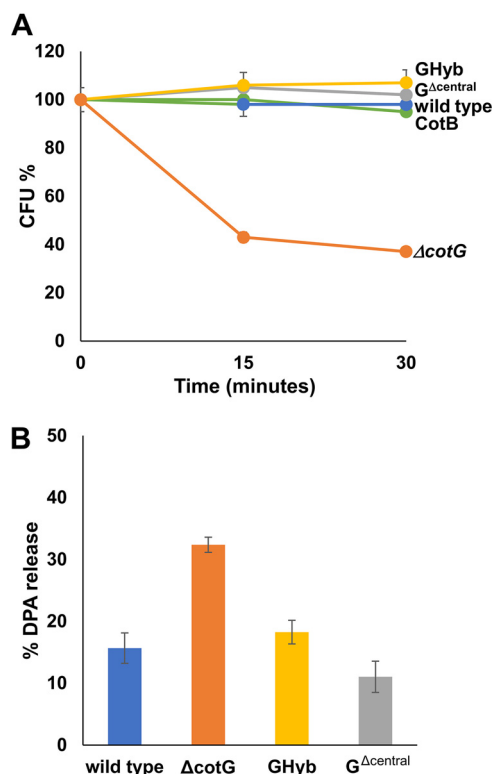 A
120
100
80
60
40
20
0
CFU %
GHyb
G^Δcentral
wild type
CotB
ΔcotG
0 15 30
Time (minutes)
B
50
40
30
20
10
0
% DPA release
wild type ΔcotG GHyb G^Δcentral